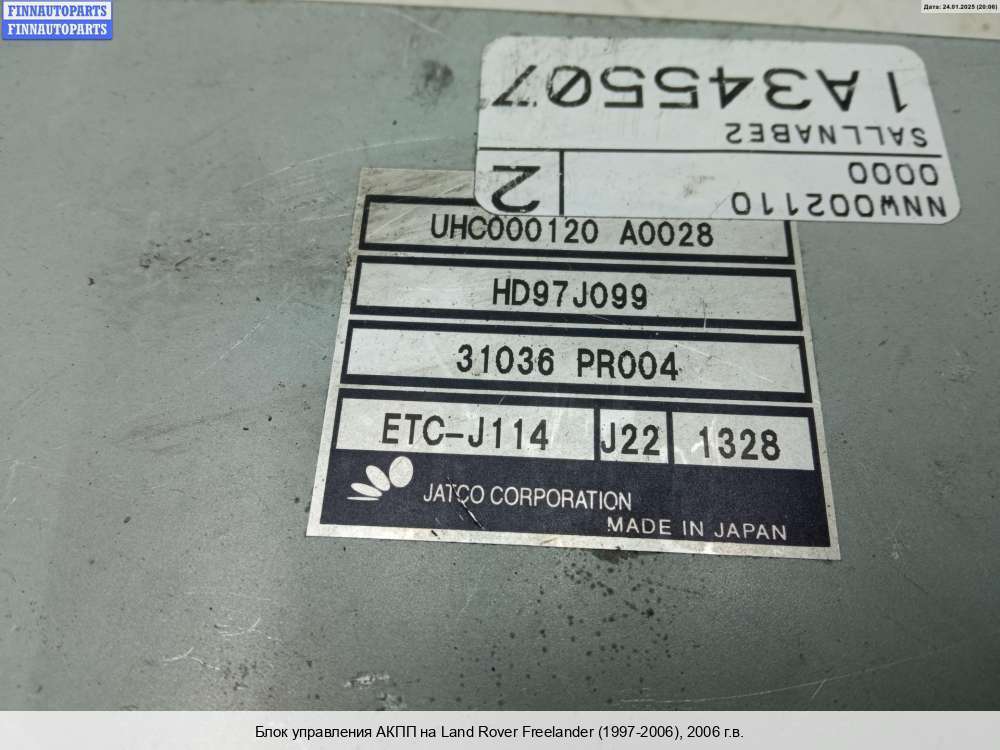 FINNAUTOPARTS
FINNAUTOPARTS
Дата: 24.01.2025 (20:06)
1A345507
SALLNABE2
0000
NNW002110
2
UHC000120 A0028
HD97J099
31036 PR004
ETC-J114 J22 1328
JATCO CORPORATION
MADE IN JAPAN
Блок управления АКПП на Land Rover Freelander (1997-2006), 2006 г.в.